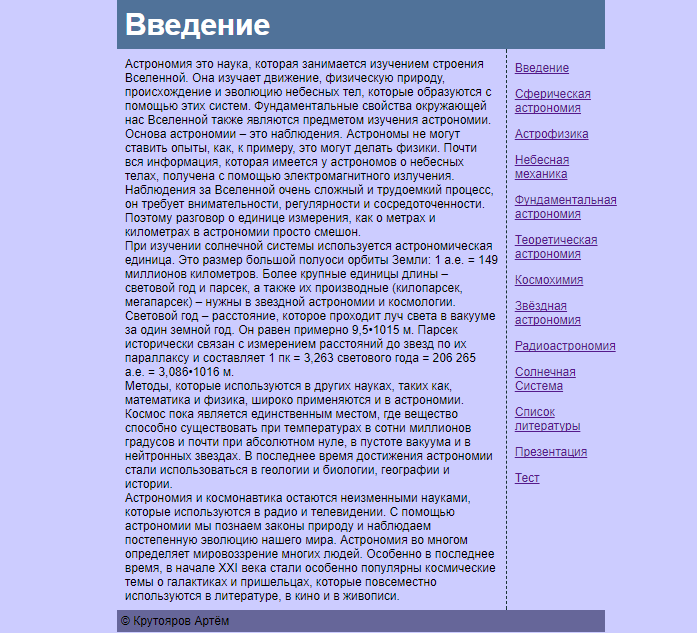 Введение
Астрономия это наука, которая занимается изучением строения
Вселенной. Она изучает движение, физическую природу,
происхождение и эволюцию небесных тел, которые образуются с
помощью этих систем. Фундаментальные свойства окружающей
нас Вселенной также являются предметом изучения астрономии.
Основа астрономии – это наблюдения. Астрономы не могут
ставить опыты, как, к примеру, это могут делать физики. Почти
вся информация, которая имеется у астрономов о небесных
телах, получена с помощью электромагнитного излучения.
Наблюдения за Вселенной очень сложный и трудоемкий процесс,
он требует внимательности, регулярности и сосредоточенности.
Поэтому разговор о единице измерения, как о метрах и
километрах в астрономии просто смешон.
При изучении солнечной системы используется астрономическая
единица. Это размер большой полуоси орбиты Земли: 1 а.е. = 149
миллионов километров. Более крупные единицы длины –
световой год и парсек, а также их производные (килопарсек,
мегапарсек) – нужны в звездной астрономии и космологии.
Световой год – расстояние, которое проходит луч света в вакууме
за один земной год. Он равен примерно 9,5•1015 м. Парсек
исторически связан с измерением расстояний до звезд по их
параллаксу и составляет 1 пк = 3,263 светового года = 206 265
а.е. = 3,086•1016 м.
Методы, которые используются в других науках, таких как,
математика и физика, широко применяются и в астрономии.
Космос пока является единственным местом, где вещество
способно существовать при температурах в сотни миллионов
градусов и почти при абсолютном нуле, в пустоте вакуума и в
нейтронных звездах. В последнее время достижения астрономии
стали использоваться в геологии и биологии, географии и
истории.
Астрономия и космонавтика остаются неизменными науками,
которые используются в радио и телевидении. С помощью
астрономии мы познаем законы природу и наблюдаем
постепенную эволюцию нашего мира. Астрономия во многом
определяет мировоззрение многих людей. Особенно в последнее
время, в начале XXI века стали особенно популярны космические
темы о галактиках и пришельцах, которые повсеместно
используются в литературе, в кино и в живописи.
Введение
Сферическая
астрономия
Астрофизика
Небесная
механика
Фундаментальная
астрономия
Теоретическая
астрономия
Космохимия
Звёздная
астрономия
Радиоастрономия
Солнечная
Система
Список
литературы
Презентация
Тест
© Крутояров Артём